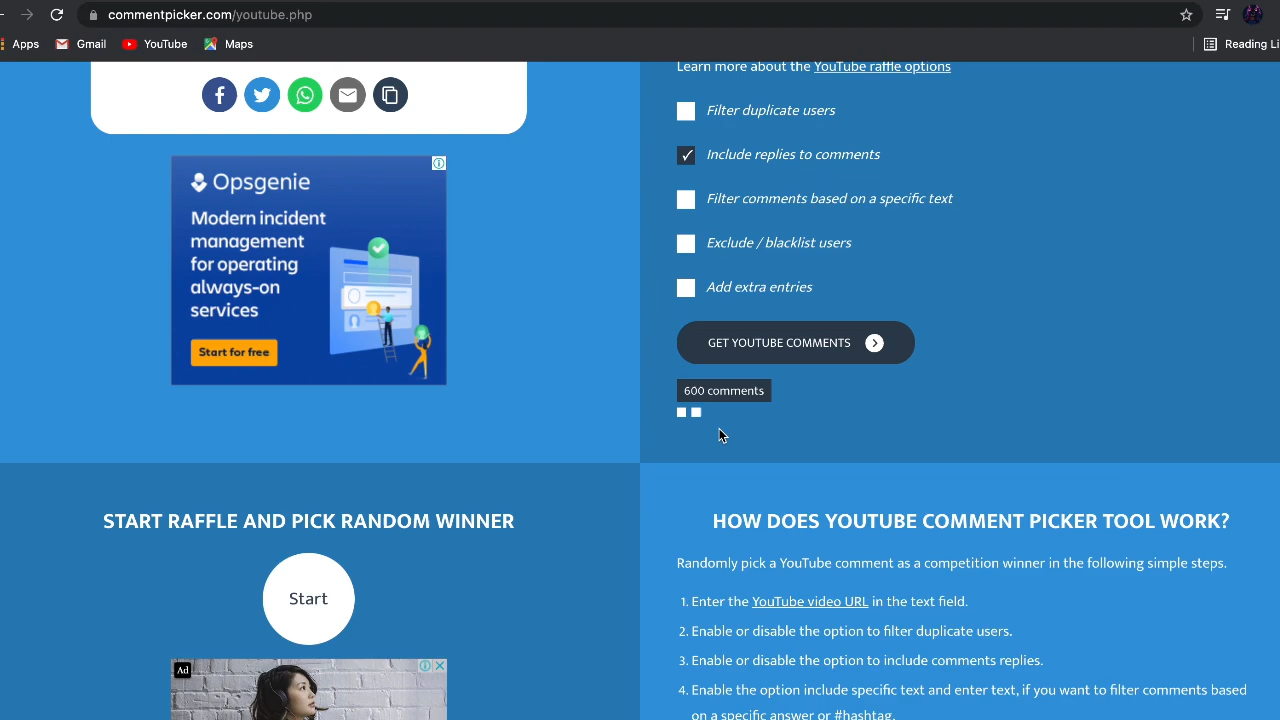 commentpicker.com/youtube.php
Apps Gmail YouTube Maps
Reading Li
Learn more about the YouTube raffle options
Filter duplicate users
Include replies to comments
Filter comments based on a specific text
Exclude / blacklist users
Add extra entries
GET YOUTUBE COMMENTS
600 comments
Opsgenie
Modern incident
management
for operating
always-on
services
Start for free
START RAFFLE AND PICK RANDOM WINNER
Start
Ad
HOW DOES YOUTUBE COMMENT PICKER TOOL WORK?
Randomly pick a YouTube comment as a competition winner in the following simple steps.
1. Enter the YouTube video URL in the text field.
2. Enable or disable the option to filter duplicate users.
3. Enable or disable the option to include comments replies.
4. Enable the option include specific text and enter text, if you want to filter comments based
on a specific answer or #hashtag.